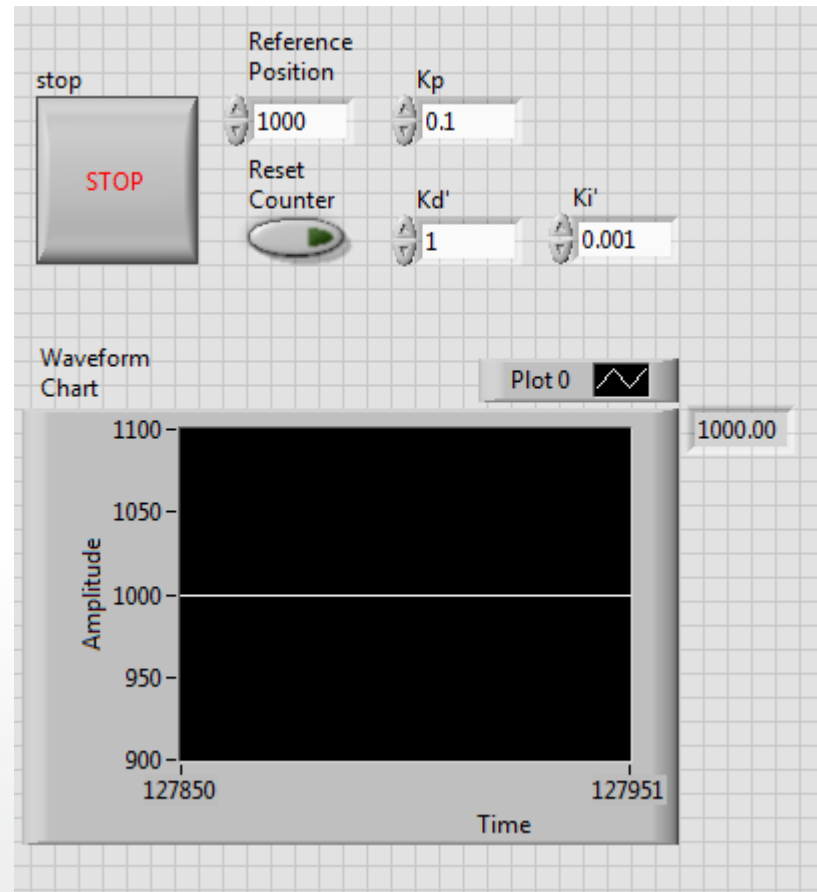 stop
STOP
Reference
Position
1000
Kp
0.1
Reset
Counter
Kd'
1
Ki'
0.001
Waveform
Chart
Plot 0
1000.00
1100
1050
1000
950
900
Amplitude
127850
127951
Time